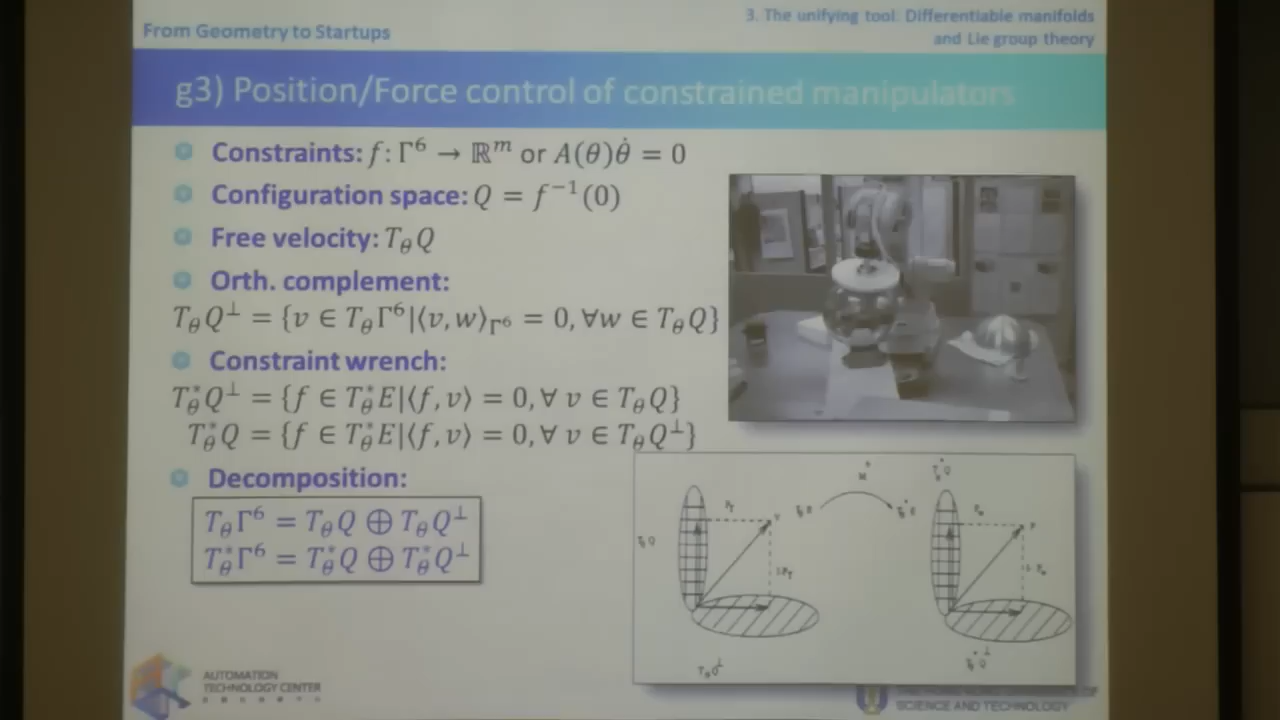 From Geometry to Startups
3. The unifying tool: Differentiable manifolds
and Lie group theory
g3) Position/Force control of constrained manipulators
Constraints: f: Γ⁶ → ℝᵐ or A(θ)θ̇ = 0
Configuration space: Q = f⁻¹(0)
Free velocity: T_θQ
Orth. complement:
T_θQ^⊥ = {v ∈ T_θΓ⁶|⟨v, w⟩_Γ⁶ = 0, ∀w ∈ T_θQ}
Constraint wrench:
T*_θQ^⊥ = {f ∈ T*_θE|⟨f, v⟩ = 0, ∀ v ∈ T_θQ}
T*_θQ = {f ∈ T*_θE|⟨f, v⟩ = 0, ∀ v ∈ T_θQ^⊥}
Decomposition:
T_θΓ⁶ = T_θQ ⊕ T_θQ^⊥
T*_θΓ⁶ = T*_θQ ⊕ T*_θQ^⊥
AUTOMATION
TECHNOLOGY CENTER
SCIENCE AND TECHNOLOGY